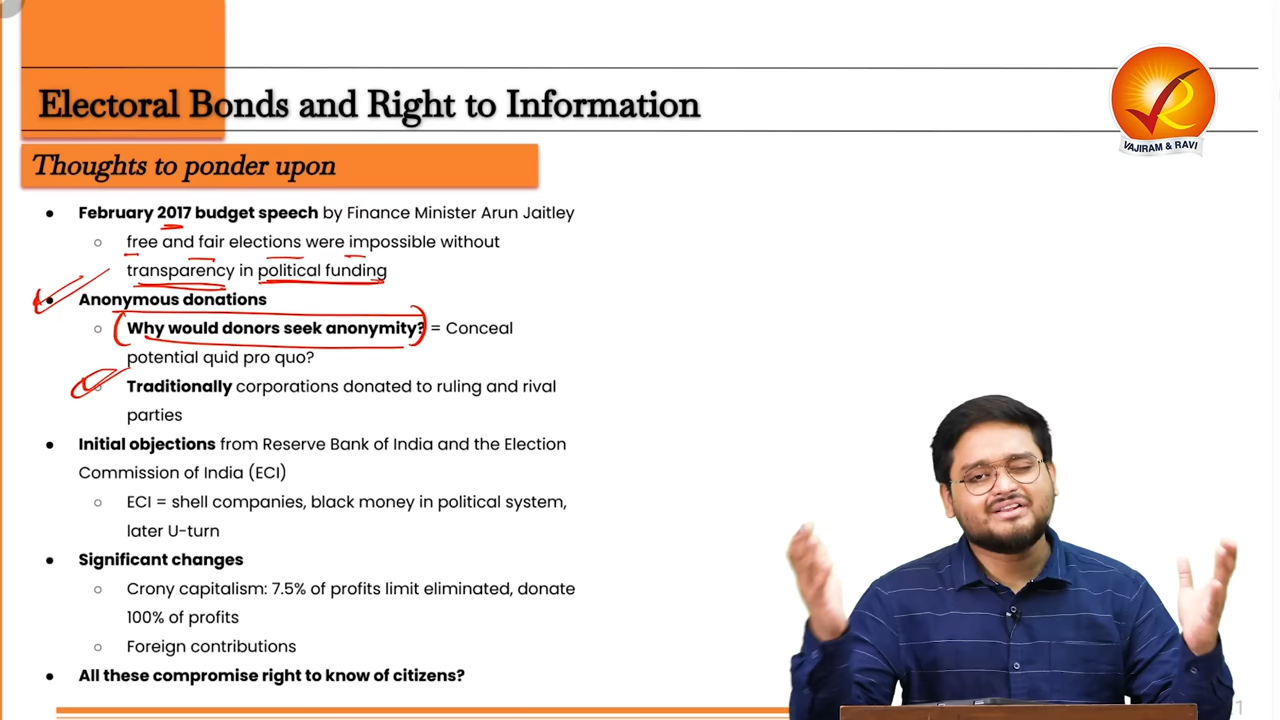 Electoral Bonds and Right to Information
VAJIRAM & RAVI
Thoughts to ponder upon
● February 2017 budget speech by Finance Minister Arun Jaitley
○ free and fair elections were impossible without
transparency in political funding
● Anonymous donations
○ Why would donors seek anonymity? = Conceal
potential quid pro quo?
○ Traditionally corporations donated to ruling and rival
parties
● Initial objections from Reserve Bank of India and the Election
Commission of India (ECI)
○ ECI = shell companies, black money in political system,
later U-turn
● Significant changes
○ Crony capitalism: 7.5% of profits limit eliminated, donate
100% of profits
○ Foreign contributions
● All these compromise right to know of citizens?
1